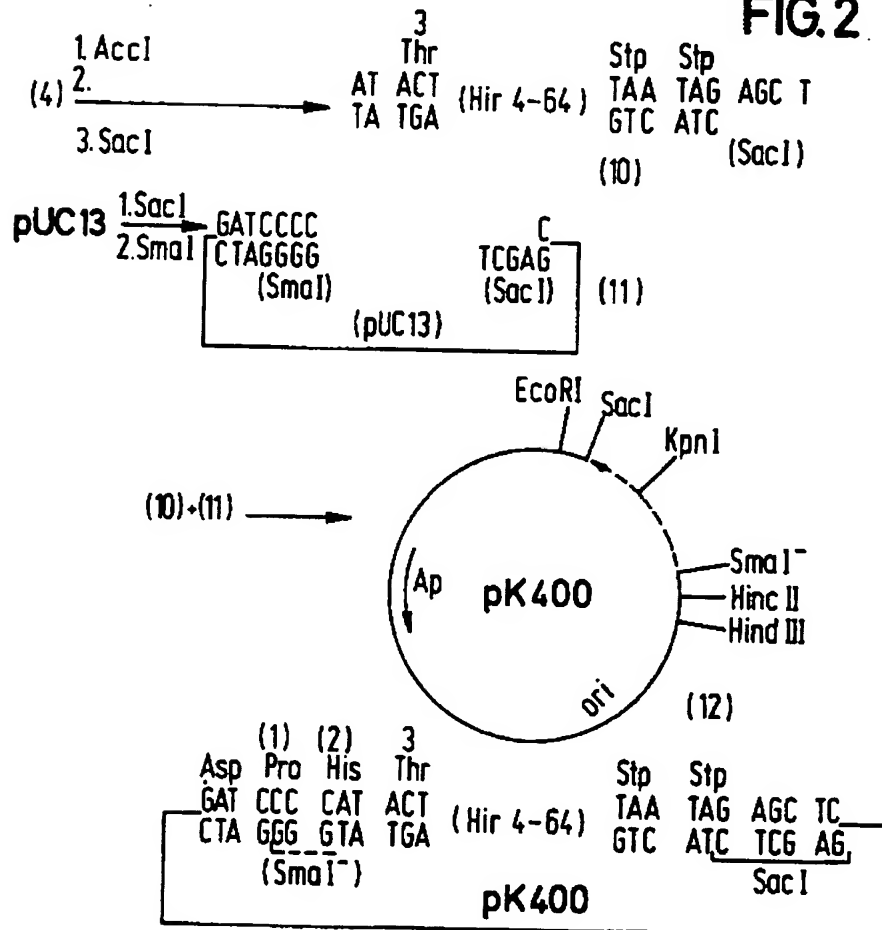 FIG.2
1. AccI
(4) 2.
3. SacI
3
Thr
Stp Stp
AT ACT (Hir 4-64) TAA TAG AGC T
TA TGA GTC ATC
(SacI)
(10)
pUC13 1.SacI
2.SmaI
GATCCCC C
CTAGGGG TCGAG
(SmaI) (SacI) (11)
(pUC13)
EcoRI
SacI
KpnI
(10)+(11)
SmaI⁻
Ap pK400 Hinc II
Hind III
ori
(12)
(1) (2) 3
Asp Pro His Thr Stp Stp
GAT CCC CAT ACT (Hir 4-64) TAA TAG AGC TC
CTA GGG GTA TGA GTC ATC TCG AG
(SmaI⁻) SacI
pK400